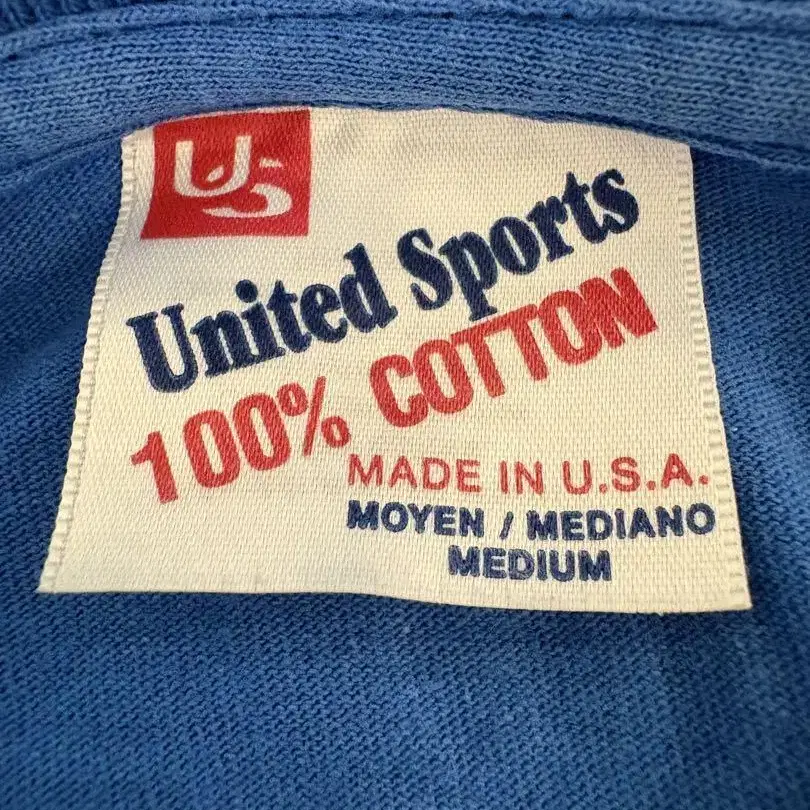 US
United Sports
100% COTTON
MADE IN U.S.A.
MOYEN / MEDIANO
MEDIUM